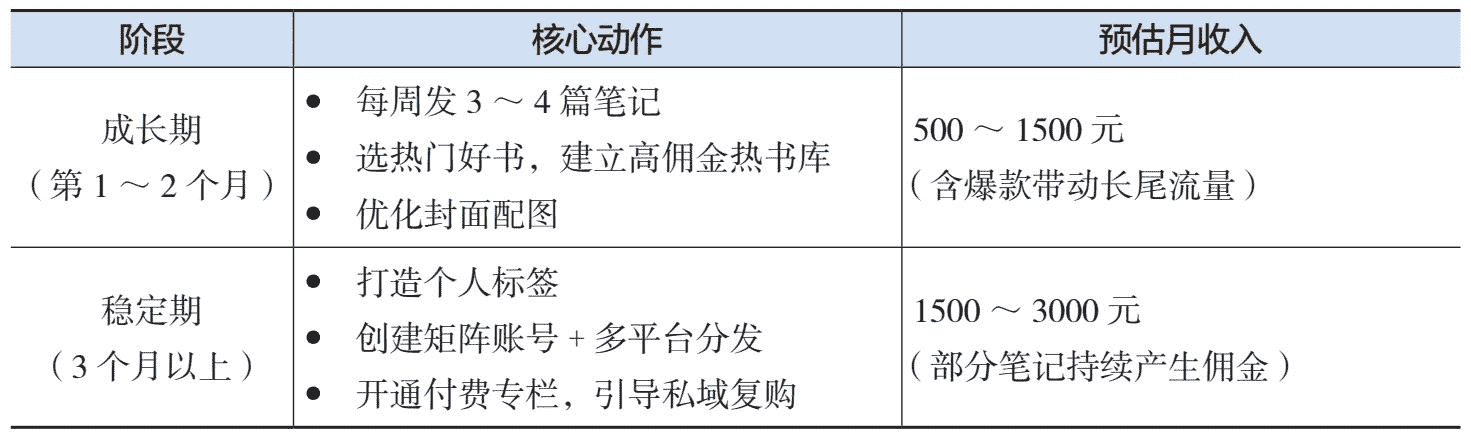 阶段 核心动作 预估月收入
成长期
（第 1 ～ 2 个月）
● 每周发 3 ～ 4 篇笔记
● 选热门好书，建立高佣金热书库
● 优化封面配图
500 ～ 1500 元
（含爆款带动长尾流量）
稳定期
（3 个月以上）
● 打造个人标签
● 创建矩阵账号 + 多平台分发
● 开通付费专栏，引导私域复购
1500 ～ 3000 元
（部分笔记持续产生佣金）